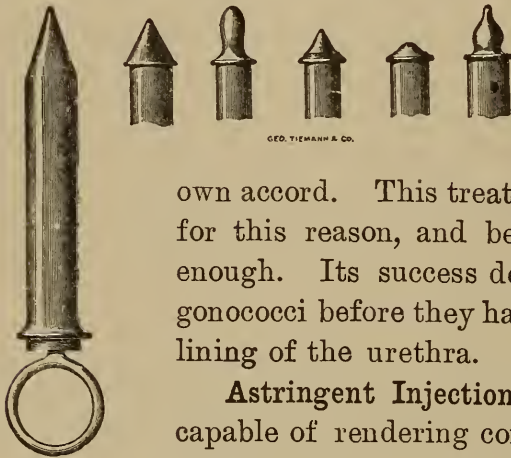 GEO. TIEMANN & CO.
own accord. This treat
for this reason, and be
enough. Its success de
gonococci before they ha
lining of the urethra.
Astringent Injection
capable of rendering co